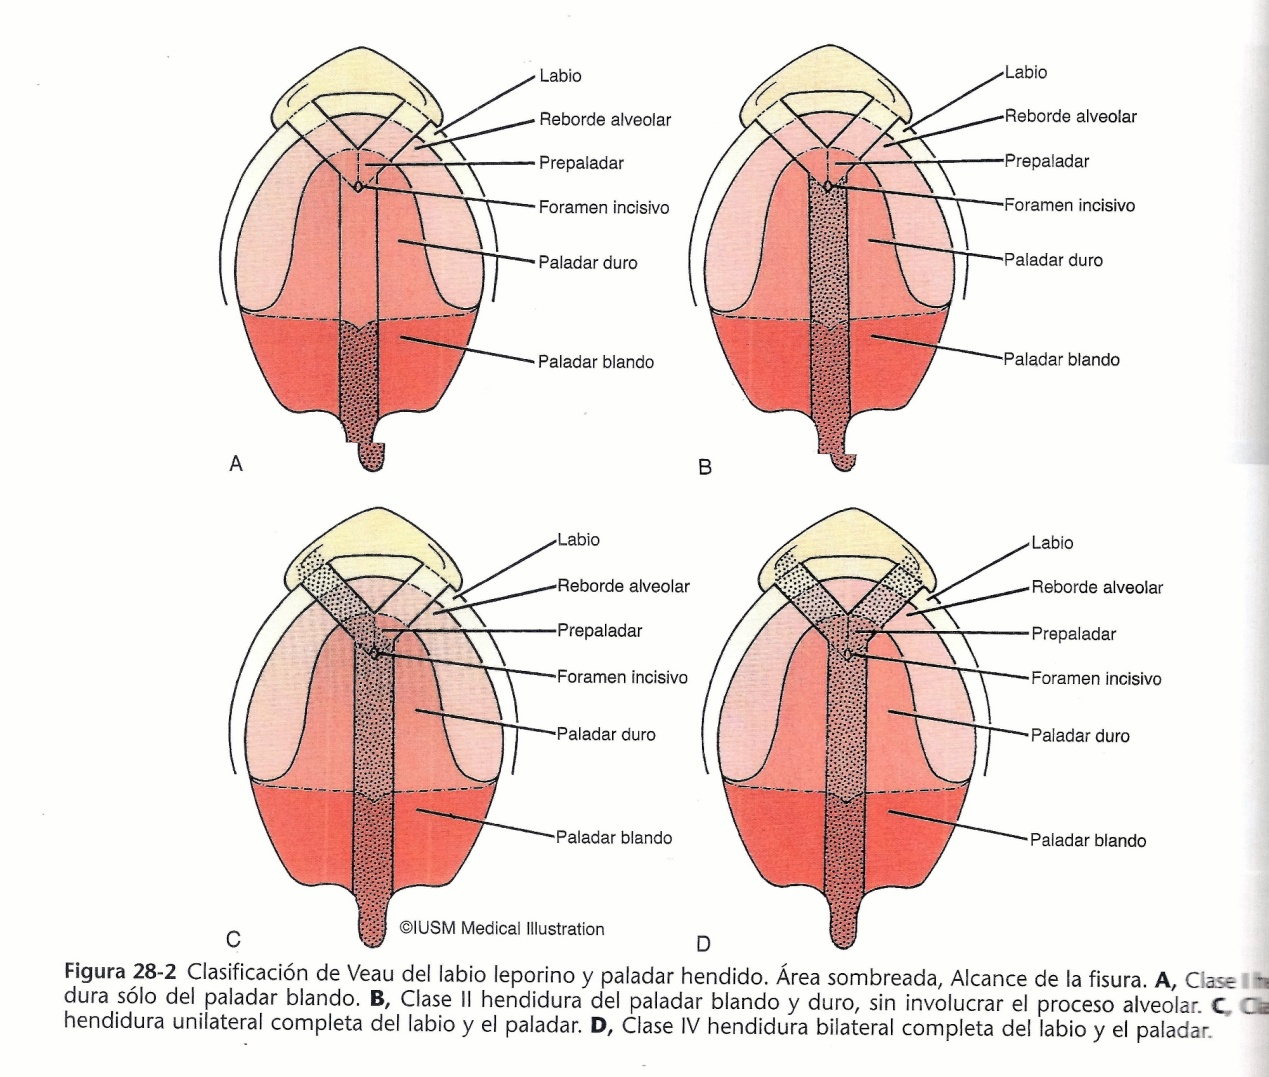 Labio
Reborde alveolar
Prepaladar
Foramen incisivo
Paladar duro
Paladar blando
A
Labio
Reborde alveolar
Prepaladar
Foramen incisivo
Paladar duro
Paladar blando
B
Labio
Reborde alveolar
Prepaladar
Foramen incisivo
Paladar duro
Paladar blando
©IUSM Medical Illustration
C
Labio
Reborde alveolar
Prepaladar
Foramen incisivo
Paladar duro
Paladar blando
D
Figura 28-2 Clasificación de Veau del labio leporino y paladar hendido. Área sombreada, Alcance de la fisura. A, Clase I
dura sólo del paladar blando. B, Clase II hendidura del paladar blando y duro, sin involucrar el proceso alveolar. C,
hendidura unilateral completa del labio y el paladar. D, Clase IV hendidura bilateral completa del labio y el paladar.